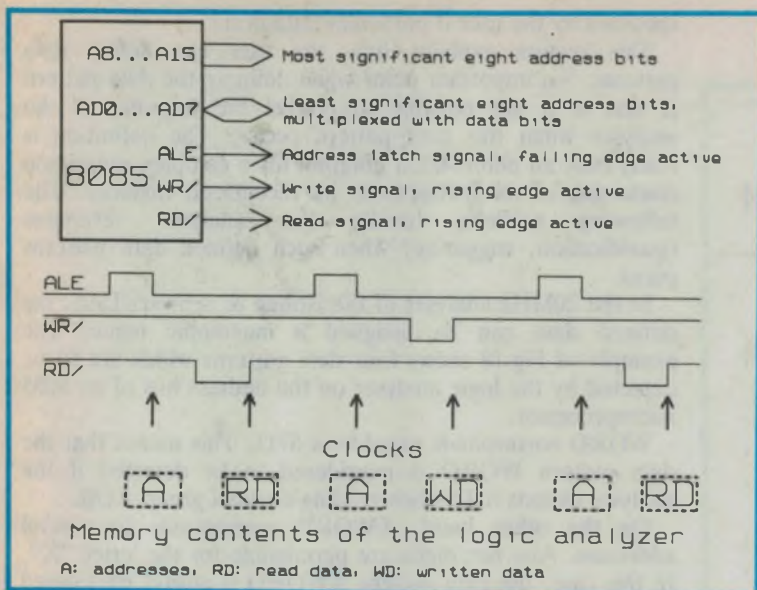 A8...A15 Most significant eight address bits
AD0...AD7 Least significant eight address bits,
multiplexed with data bits
ALE Address latch signal, falling edge active
8085
WR/ Write signal, rising edge active
RD/ Read signal, rising edge active
ALE
WR/
RD/
Clocks
A RD A WD A RD
Memory contents of the logic analyzer
A: addresses, RD: read data, WD: written data